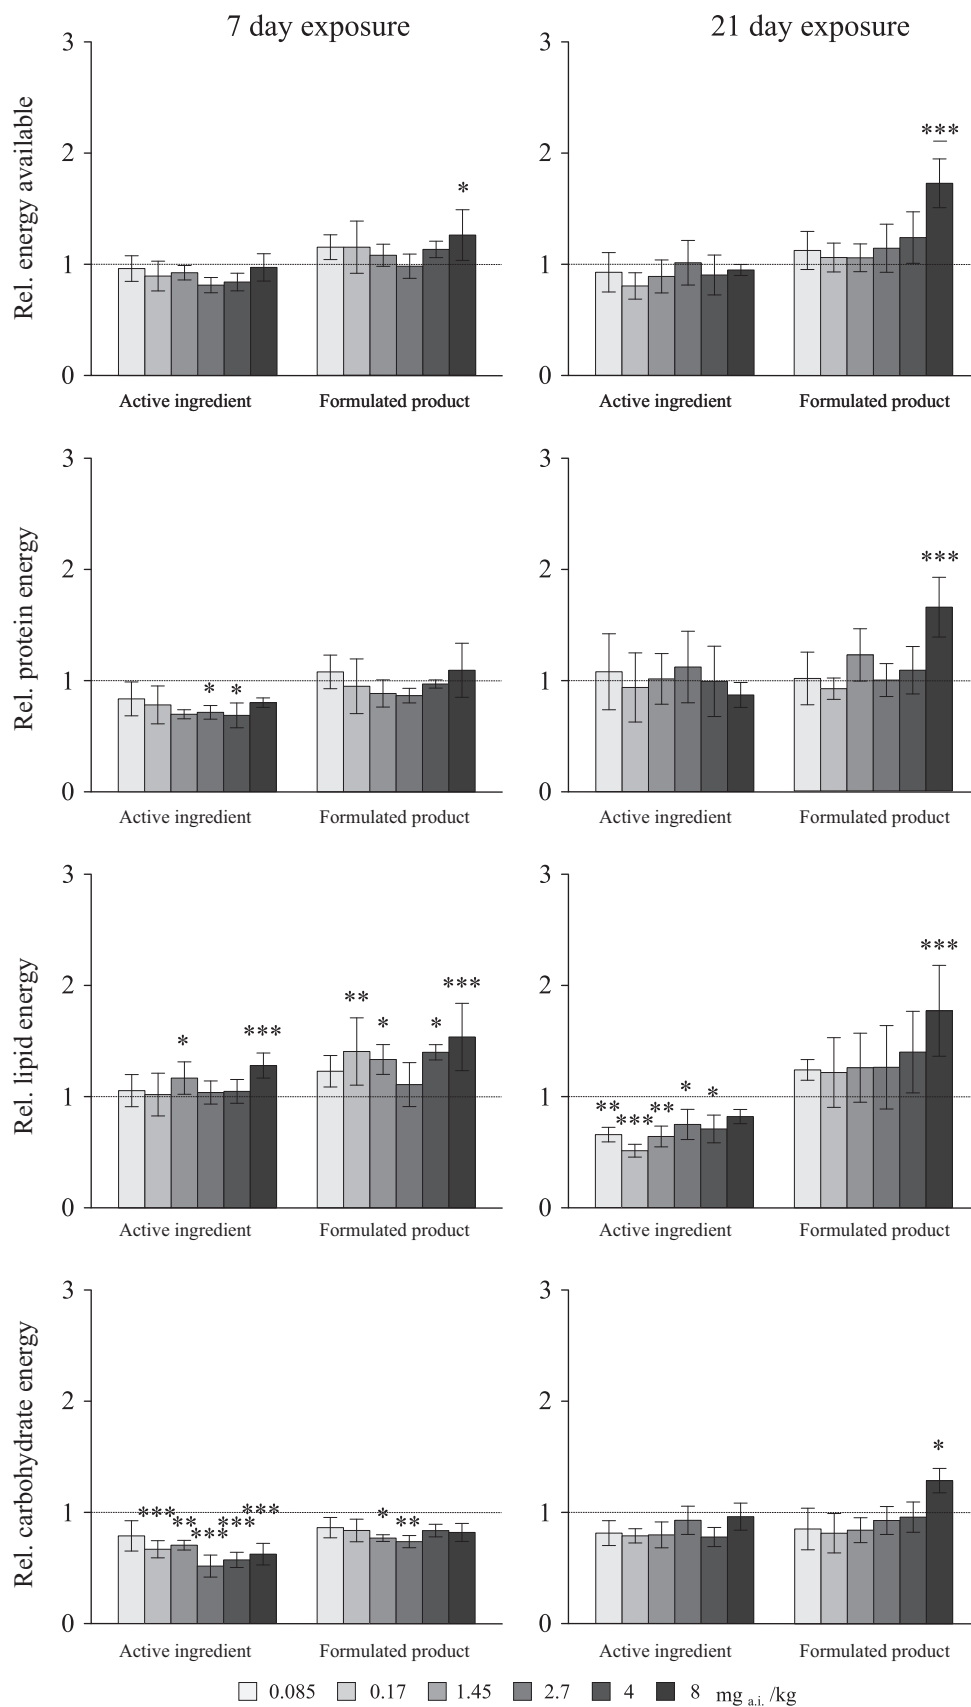 7 day exposure 21 day exposure
Rel. energy available
3 3
2 2
1 1
0 0
* ***
Active ingredient Formulated product Active ingredient Formulated product
Rel. protein energy
3 3
2 2
1 1
0 0
* * ***
Active ingredient Formulated product Active ingredient Formulated product
Rel. lipid energy
3 3
2 2
1 1
0 0
* *** ** * * *** ** *** ** * * ***
Active ingredient Formulated product Active ingredient Formulated product
Rel. carbohydrate energy
3 3
2 2
1 1
0 0
*** ** *** *** *** * ** *
Active ingredient Formulated product Active ingredient Formulated product
0.085 0.17 1.45 2.7 4 8 mg a.i. /kg